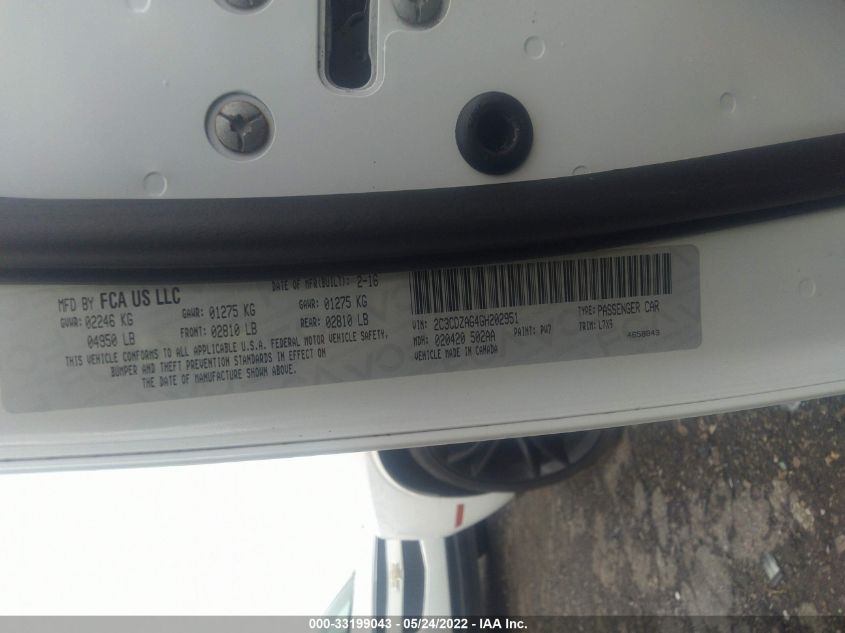 MFD BY FCA US LLC
DATE OF MFR(BUILT): 2-16
GVWR: 02246 KG
04950 LB
GAWR: 01275 KG
FRONT: 02810 LB
GAWR: 01275 KG
REAR: 02810 LB
THIS VEHICLE CONFORMS TO ALL APPLICABLE U.S.A. FEDERAL MOTOR VEHICLE SAFETY,
BUMPER AND THEFT PREVENTION STANDARDS IN EFFECT ON
THE DATE OF MANUFACTURE SHOWN ABOVE.
VIN: 2C3CDZAG4GH202951
TYPE: PASSENGER CAR
MDH: 020420 502AA
PAINT: PW7
TRIM: L7X9
VEHICLE MADE IN CANADA
4658043
000-33199043 - 05/24/2022 - IAA Inc.